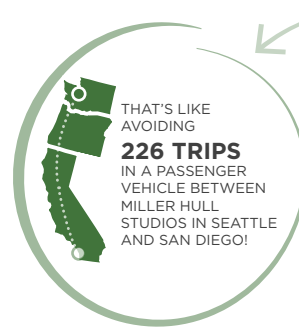 THAT'S LIKE
AVOIDING
226 TRIPS
IN A PASSENGER
VEHICLE BETWEEN
MILLER HULL
STUDIOS IN SEATTLE
AND SAN DIEGO!